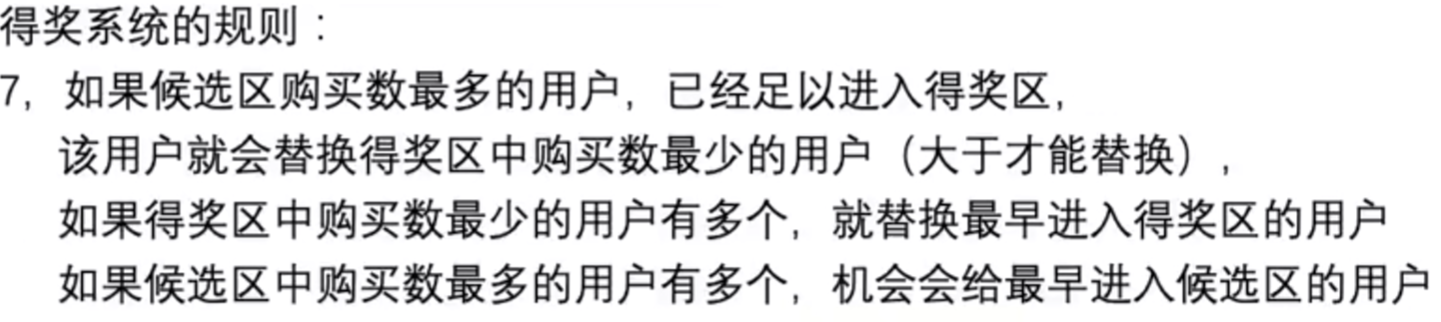 得奖系统的规则：
7，如果候选区购买数最多的用户，已经足以进入得奖区，
该用户就会替换得奖区中购买数最少的用户（大于才能替换），
如果得奖区中购买数最少的用户有多个，就替换最早进入得奖区的用户
如果候选区中购买数最多的用户有多个，机会会给最早进入候选区的用户